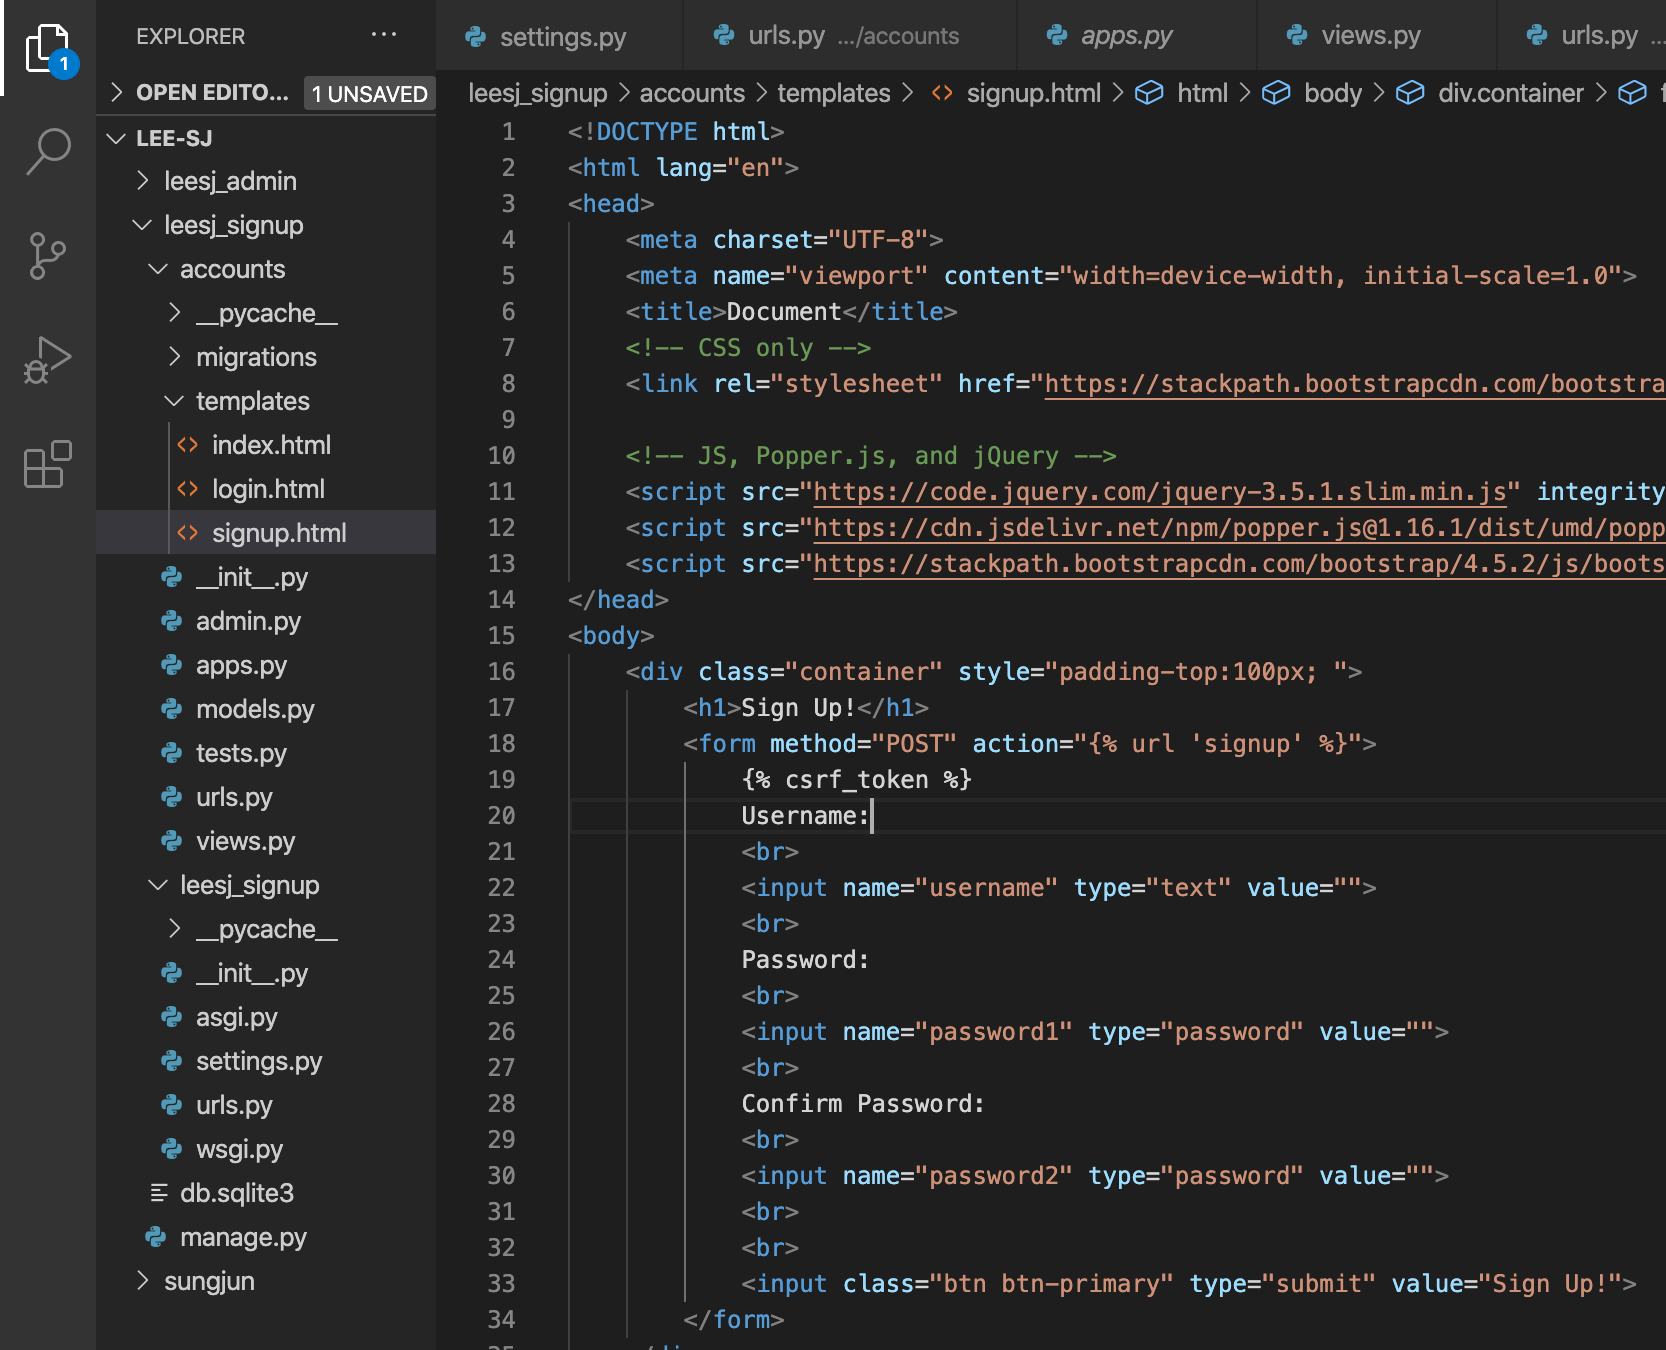 EXPLORER
···
1
OPEN EDITO... 1 UNSAVED
LEE-SJ
leesj_admin
leesj_signup
accounts
__pycache__
migrations
templates
index.html
login.html
signup.html
__init__.py
admin.py
apps.py
models.py
tests.py
urls.py
views.py
leesj_signup
__pycache__
__init__.py
asgi.py
settings.py
urls.py
wsgi.py
db.sqlite3
manage.py
sungjun
settings.py urls.py .../accounts apps.py views.py urls.py ...
leesj_signup > accounts > templates > <> signup.html > html > body > div.container >
1 <!DOCTYPE html>
2 <html lang="en">
3 <head>
4 <meta charset="UTF-8">
5 <meta name="viewport" content="width=device-width, initial-scale=1.0">
6 <title>Document</title>
7 <!-- CSS only -->
8 <link rel="stylesheet" href="https://stackpath.bootstrapcdn.com/bootstra
9
10 <!-- JS, Popper.js, and jQuery -->
11 <script src="https://code.jquery.com/jquery-3.5.1.slim.min.js" integrity
12 <script src="https://cdn.jsdelivr.net/npm/popper.js@1.16.1/dist/umd/popp
13 <script src="https://stackpath.bootstrapcdn.com/bootstrap/4.5.2/js/boots
14 </head>
15 <body>
16 <div class="container" style="padding-top:100px; ">
17 <h1>Sign Up!</h1>
18 <form method="POST" action="{% url 'signup' %}">
19 {% csrf_token %}
20 Username:
21 <br>
22 <input name="username" type="text" value="">
23 <br>
24 Password:
25 <br>
26 <input name="password1" type="password" value="">
27 <br>
28 Confirm Password:
29 <br>
30 <input name="password2" type="password" value="">
31 <br>
32 <br>
33 <input class="btn btn-primary" type="submit" value="Sign Up!">
34 </form>